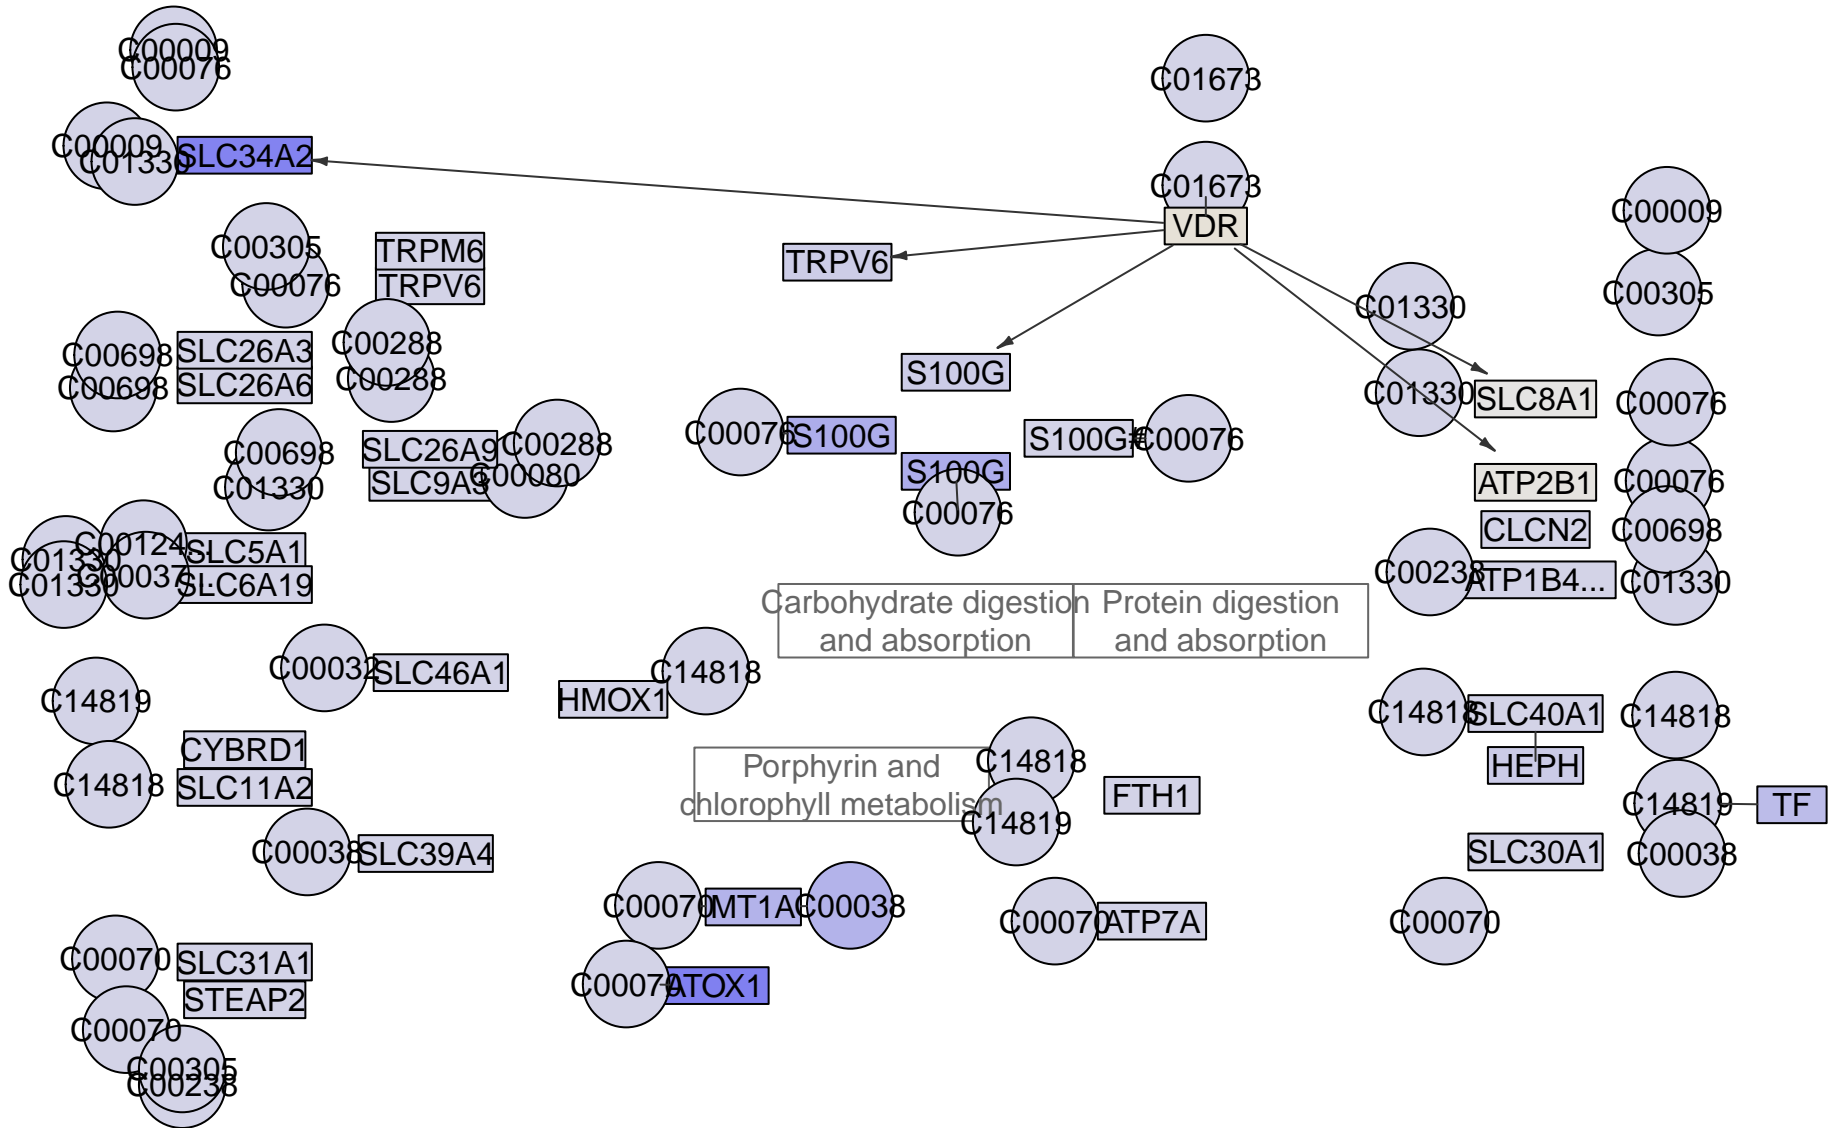 C00009
C00076
C01673
C00009
C01330
SLC34A2
C01673
VDR
C00009
C00305
TRPM6
TRPV6
C00076
TRPV6
C01330
C00305
C00698
SLC26A3
C00288
C00698
SLC26A6
C00288
S100G
C01330
SLC8A1
C00076
C00698
SLC26A9
C00288
C00076
S100G
S100G#
C00076
C01330
SLC9A3
C00080
S100G
C00076
ATP2B1
C00076
CLCN2
C00698
C01330
C00124...
SLC5A1
C01330
C00037...
SLC6A19
C00238
ATP1B4...
C01330
Carbohydrate digestion
and absorption
Protein digestion
and absorption
C00032
SLC46A1
HMOX1
C14818
C14819
C14818
SLC40A1
C14818
CYBRD1
C14818
SLC11A2
Porphyrin and
chlorophyll metabolism
C14818
C14819
FTH1
HEPH
C14819
TF
C00038
SLC39A4
SLC30A1
C00038
C00070
MT1A
C00038
C00070
ATP7A
C00070
C00070
SLC31A1
STEAP2
C00070
ATOX1
C00070
C00305
C00238